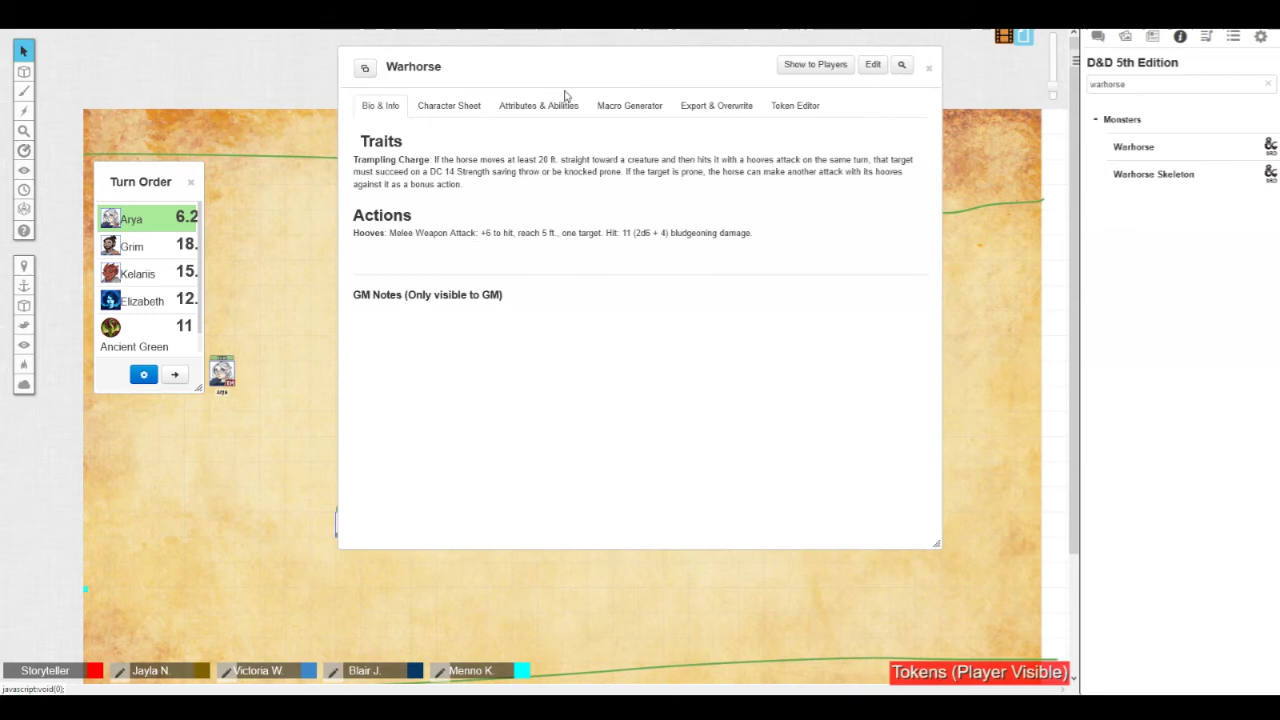 Warhorse
Show to Players
Edit
Bio & Info
Character Sheet
Attributes & Abilities
Macro Generator
Export & Overwrite
Token Editor
Traits
Trampling Charge: If the horse moves at least 20 ft. straight toward a creature and then hits it with a hooves attack on the same turn, that target
must succeed on a DC 14 Strength saving throw or be knocked prone. If the target is prone, the horse can make another attack with its hooves
against it as a bonus action.
Actions
Hooves: Melee Weapon Attack: +6 to hit, reach 5 ft., one target. Hit: 11 (2d6 + 4) bludgeoning damage.
GM Notes (Only visible to GM)
Turn Order
Arya 6.2
Grim 18.
Kelariis 15.
Elizabeth 12.
11
Ancient Green
Arya
D&D 5th Edition
warhorse
Monsters
Warhorse
Warhorse Skeleton
Storyteller
Jayla N.
Victoria W.
Blair J.
Menno K.
Tokens (Player Visible)
javascript:void(0);